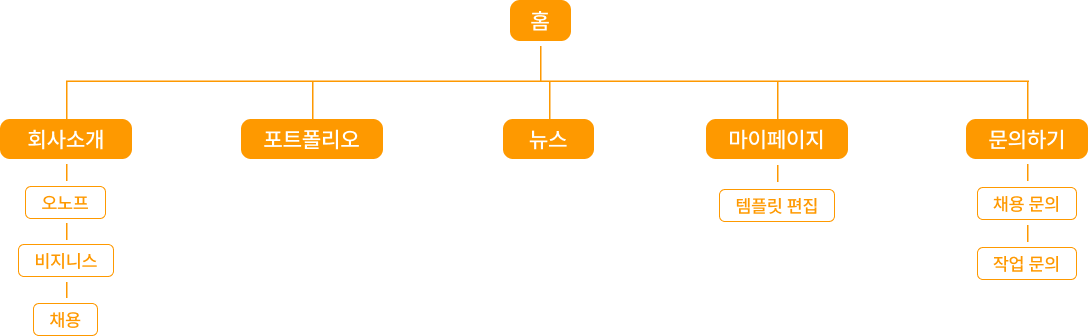 홈
회사소개
포트폴리오
뉴스
마이페이지
문의하기
오노프
비지니스
채용
템플릿 편집
채용 문의
작업 문의